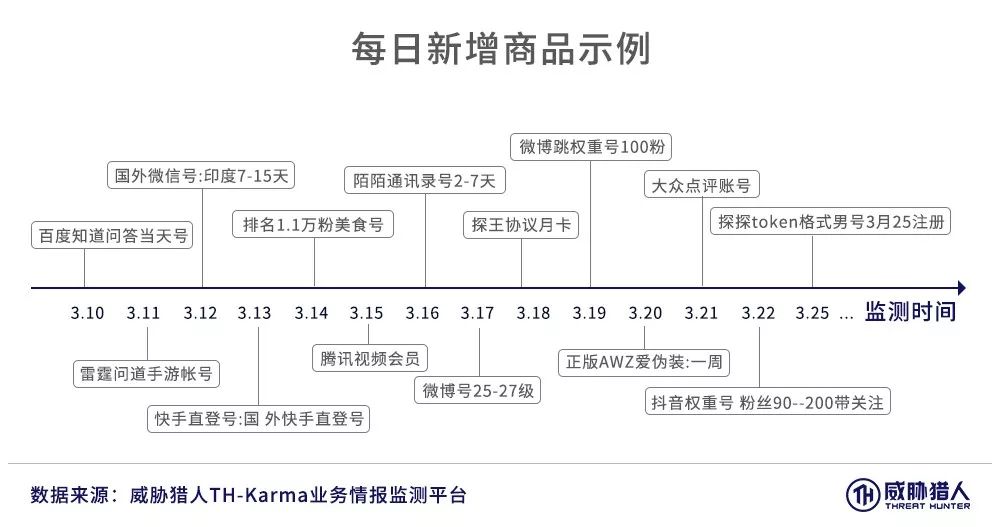 每日新增商品示例
微博跳权重号100粉
国外微信号:印度7-15天
陌陌通讯录号2-7天
大众点评账号
百度知道问答当天号
排名1.1万粉美食号
探王协议月卡
探探token格式男号3月25注册
3.10 3.11 3.12 3.13 3.14 3.15 3.16 3.17 3.18 3.19 3.20 3.21 3.22 3.25 ... 监测时间
雷霆问道手游帐号
腾讯视频会员
正版AWZ爱伪装:一周
快手直登号:国 外快手直登号
微博号25-27级
抖音权重号 粉丝90--200带关注
数据来源：威胁猎人TH-Karma业务情报监测平台
TH 威胁猎人
THREAT HUNTER